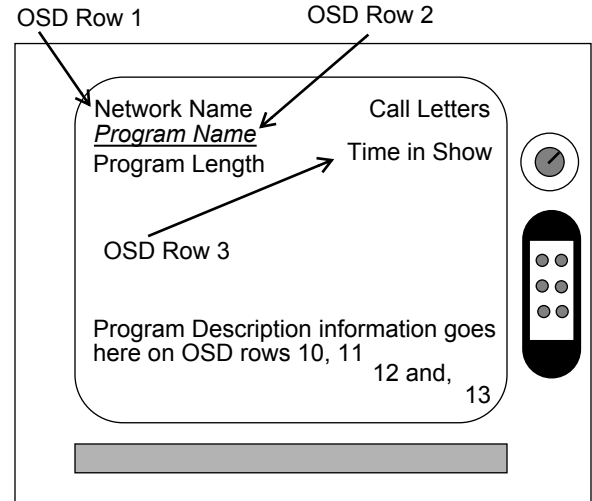 OSD Row 1
OSD Row 2
Network Name
Call Letters
Program Name
Program Length
Time in Show
OSD Row 3
Program Description information goes
here on OSD rows 10, 11
12 and,
13